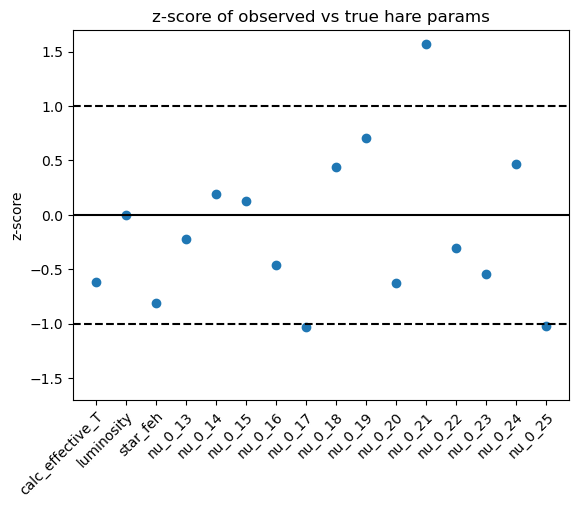 z-score of observed vs true hare params
z-score
1.5
1.0
0.5
0.0
−0.5
−1.0
−1.5
calc_effective_T
luminosity
star_feh
nu_0_13
nu_0_14
nu_0_15
nu_0_16
nu_0_17
nu_0_18
nu_0_19
nu_0_20
nu_0_21
nu_0_22
nu_0_23
nu_0_24
nu_0_25